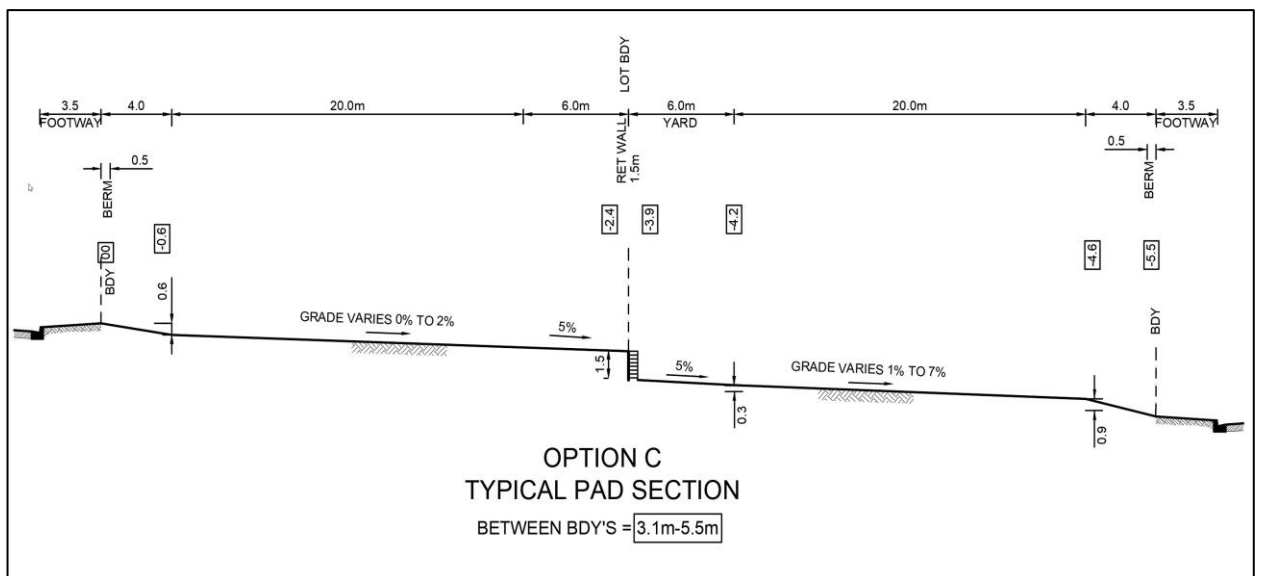 LOT BDY
3.5
4.0
20.0m
6.0m
6.0m
20.0m
4.0
3.5
FOOTWAY
YARD
FOOTWAY
RET WALL
1.5m
0.5
0.5
BERM
BERM
-2.4
-3.9
-4.2
-0.6
00
-4.6
-5.5
BDY
0.6
BDY
GRADE VARIES 0% TO 2%
5%
1.5
5%
GRADE VARIES 1% TO 7%
0.3
0.9
OPTION C
TYPICAL PAD SECTION
BETWEEN BDY'S = 3.1m-5.5m